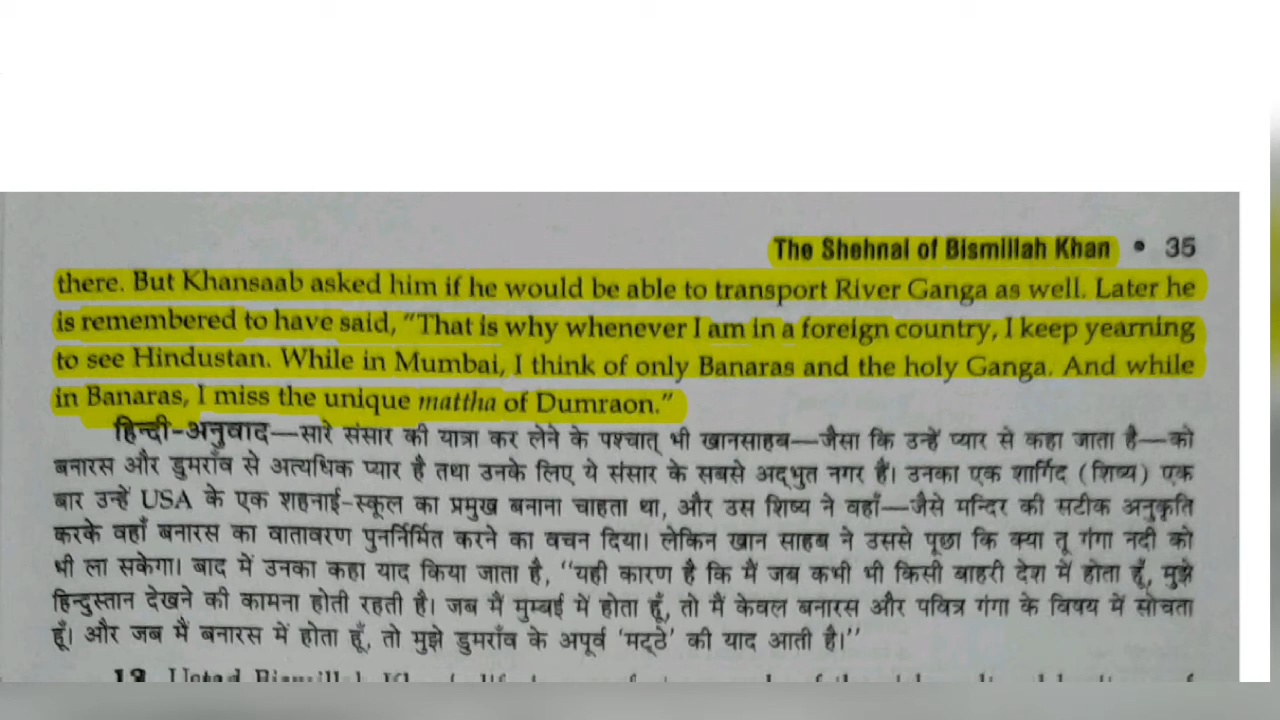 The Shehnai of Bismillah Khan • 35
there. But Khansaab asked him if he would be able to transport River Ganga as well. Later he
is remembered to have said, “That is why whenever I am in a foreign country, I keep yearning
to see Hindustan. While in Mumbai, I think of only Banaras and the holy Ganga. And while
in Banaras, I miss the unique mattha of Dumraon.”
हिन्दी-अनुवाद—सारे संसार की यात्रा कर लेने के पश्चात् भी खानसाहब—जैसा कि उन्हें प्यार से कहा जाता है—को
बनारस और डुमराँव से अत्यधिक प्यार है तथा उनके लिए ये संसार के सबसे अद्भुत नगर हैं। उनका एक शार्गिद (शिष्य) एक
बार उन्हें USA के एक शहनाई-स्कूल का प्रमुख बनाना चाहता था, और उस शिष्य ने वहाँ—जैसे मन्दिर की सटीक अनुकृति
करके वहाँ बनारस का वातावरण पुनर्निर्मित करने का वचन दिया। लेकिन खान साहब ने उससे पूछा कि क्या तू गंगा नदी को
भी ला सकेगा। बाद में उनका कहा याद किया जाता है, “यही कारण है कि मैं जब कभी भी किसी बाहरी देश में होता हूँ, मुझे
हिन्दुस्तान देखने की कामना होती रहती है। जब मैं मुम्बई में होता हूँ, तो मैं केवल बनारस और पवित्र गंगा के विषय में सोचता
हूँ। और जब मैं बनारस में होता हूँ, तो मुझे डुमराँव के अपूर्व ‘मट्ठे’ की याद आती है।”